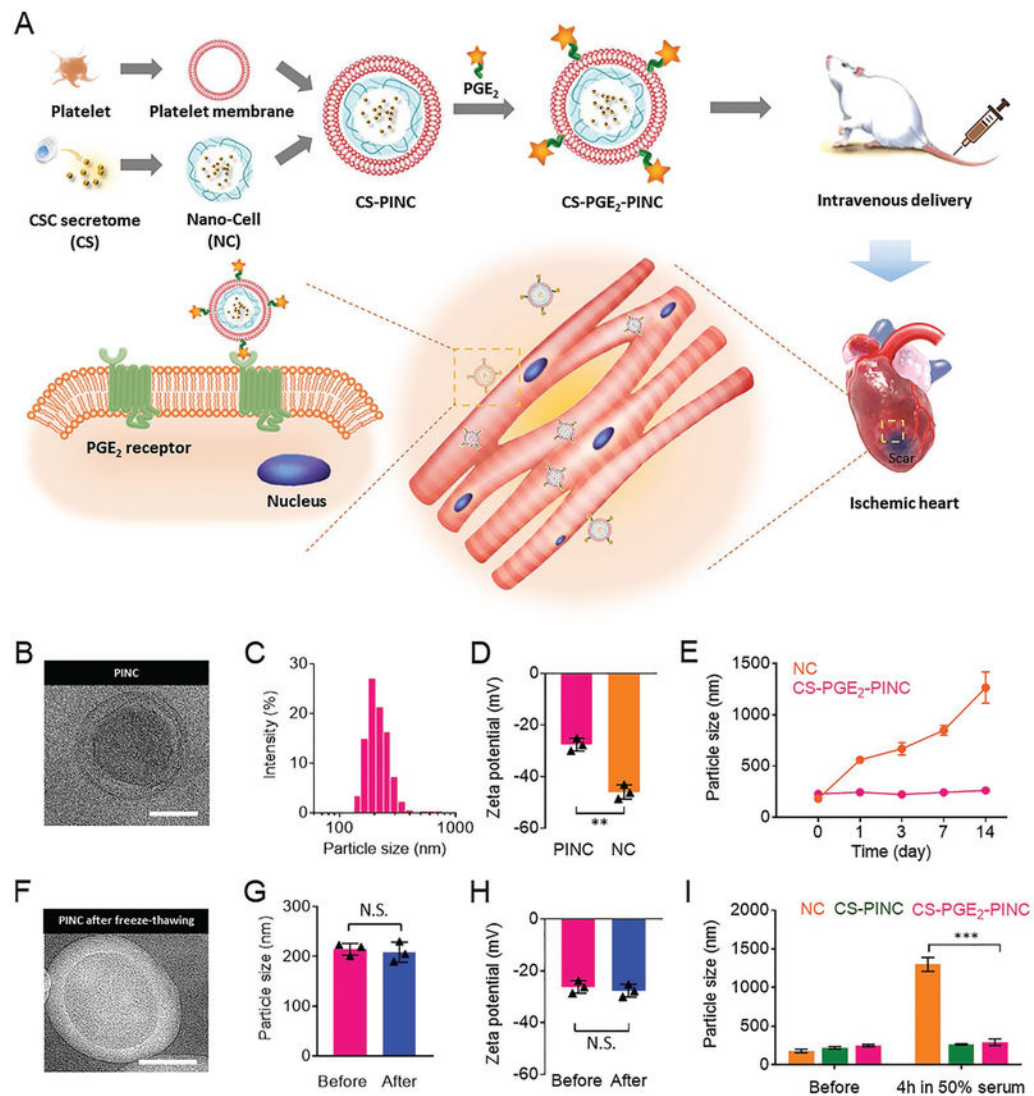 A
Platelet
Platelet membrane
CSC secretome
(CS)
Nano-Cell
(NC)
CS-PINC
PGE2
CS-PGE2-PINC
Intravenous delivery
PGE2 receptor
Nucleus
Scar
Ischemic heart
B
PINC
C
Intensity (%)
30
20
10
0
100
1000
Particle size (nm)
D
Zeta potential (mV)
0
-20
-40
-60
**
PINC
NC
E
NC
CS-PGE2-PINC
Particle size (nm)
1500
1000
500
0
0
1
3
7
14
Time (day)
F
PINC after freeze-thawing
G
Particle size (nm)
300
200
100
0
N.S.
Before
After
H
Zeta potential (mV)
0
-20
-40
-60
N.S.
Before
After
I
NC CS-PINC CS-PGE2-PINC
Particle size (nm)
2000
1500
1000
500
0
***
Before
4h in 50% serum